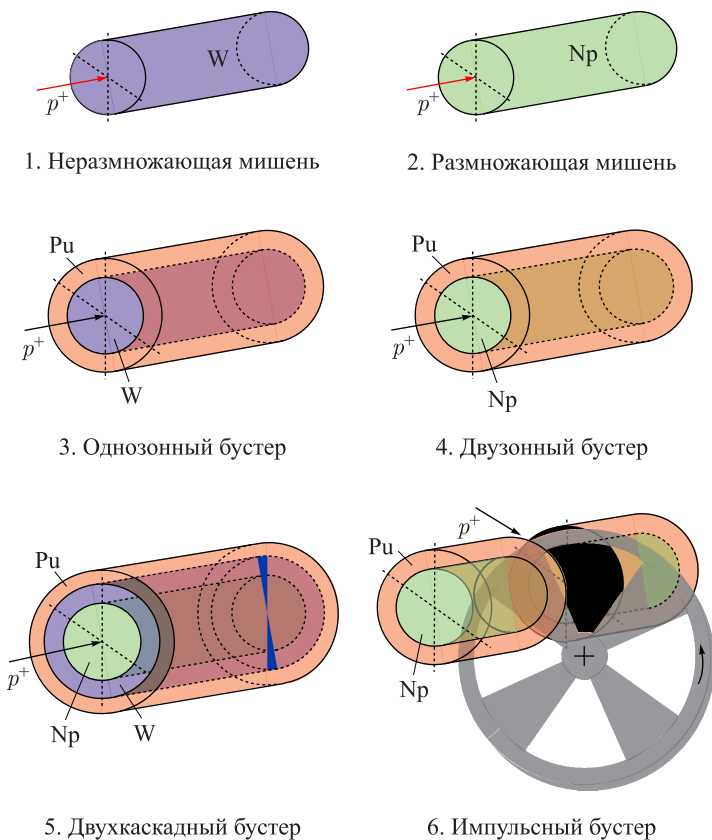 W
p⁺
1. Неразмножающая мишень
Np
p⁺
2. Размножающая мишень
Pu
p⁺
W
3. Однозонный бустер
Pu
p⁺
Np
4. Двузонный бустер
Pu
p⁺
Np
W
5. Двухкаскадный бустер
p⁺
Pu
Np
6. Импульсный бустер